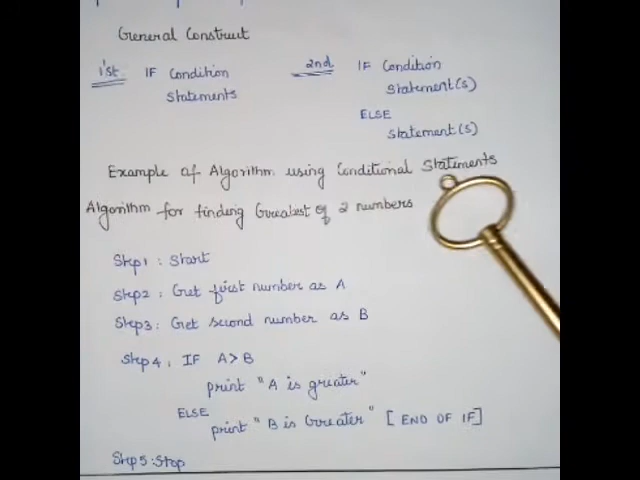 General Construct
1st. IF Condition
Statements
2nd IF Condition
Statement(s)
ELSE
Statement(s)
Example of Algorithm using Conditional Statements
Algorithm for finding Greatest of 2 numbers
Step1 : Start
Step2 : Get first number as A
Step3 : Get second number as B
Step4 : IF A>B
print "A is greater"
ELSE
print "B is Greater" [END OF IF]
Step5 : Stop